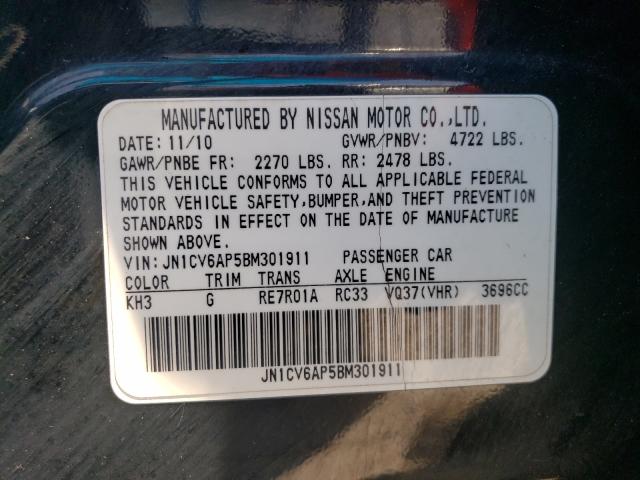 MANUFACTURED BY NISSAN MOTOR CO.,LTD.
DATE: 11/10 GVWR/PNBV: 4722 LBS.
GAWR/PNBE FR: 2270 LBS. RR: 2478 LBS.
THIS VEHICLE CONFORMS TO ALL APPLICABLE FEDERAL
MOTOR VEHICLE SAFETY,BUMPER,AND THEFT PREVENTION
STANDARDS IN EFFECT ON THE DATE OF MANUFACTURE
SHOWN ABOVE.
VIN:JN1CV6AP5BM301911 PASSENGER CAR
COLOR TRIM TRANS AXLE ENGINE
KH3 G RE7R01A RC33 VQ37(VHR) 3696CC
JN1CV6AP5BM301911